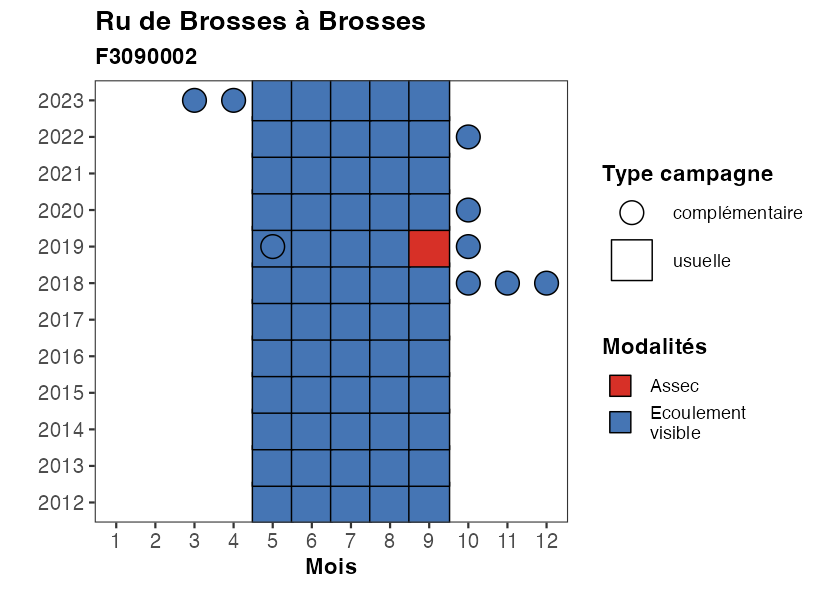 Ru de Brosses à Brosses
F3090002
2023
2022
2021
2020
2019
2018
2017
2016
2015
2014
2013
2012
1 2 3 4 5 6 7 8 9 10 11 12
Mois
Type campagne
complémentaire
usuelle
Modalités
Assec
Ecoulement
visible